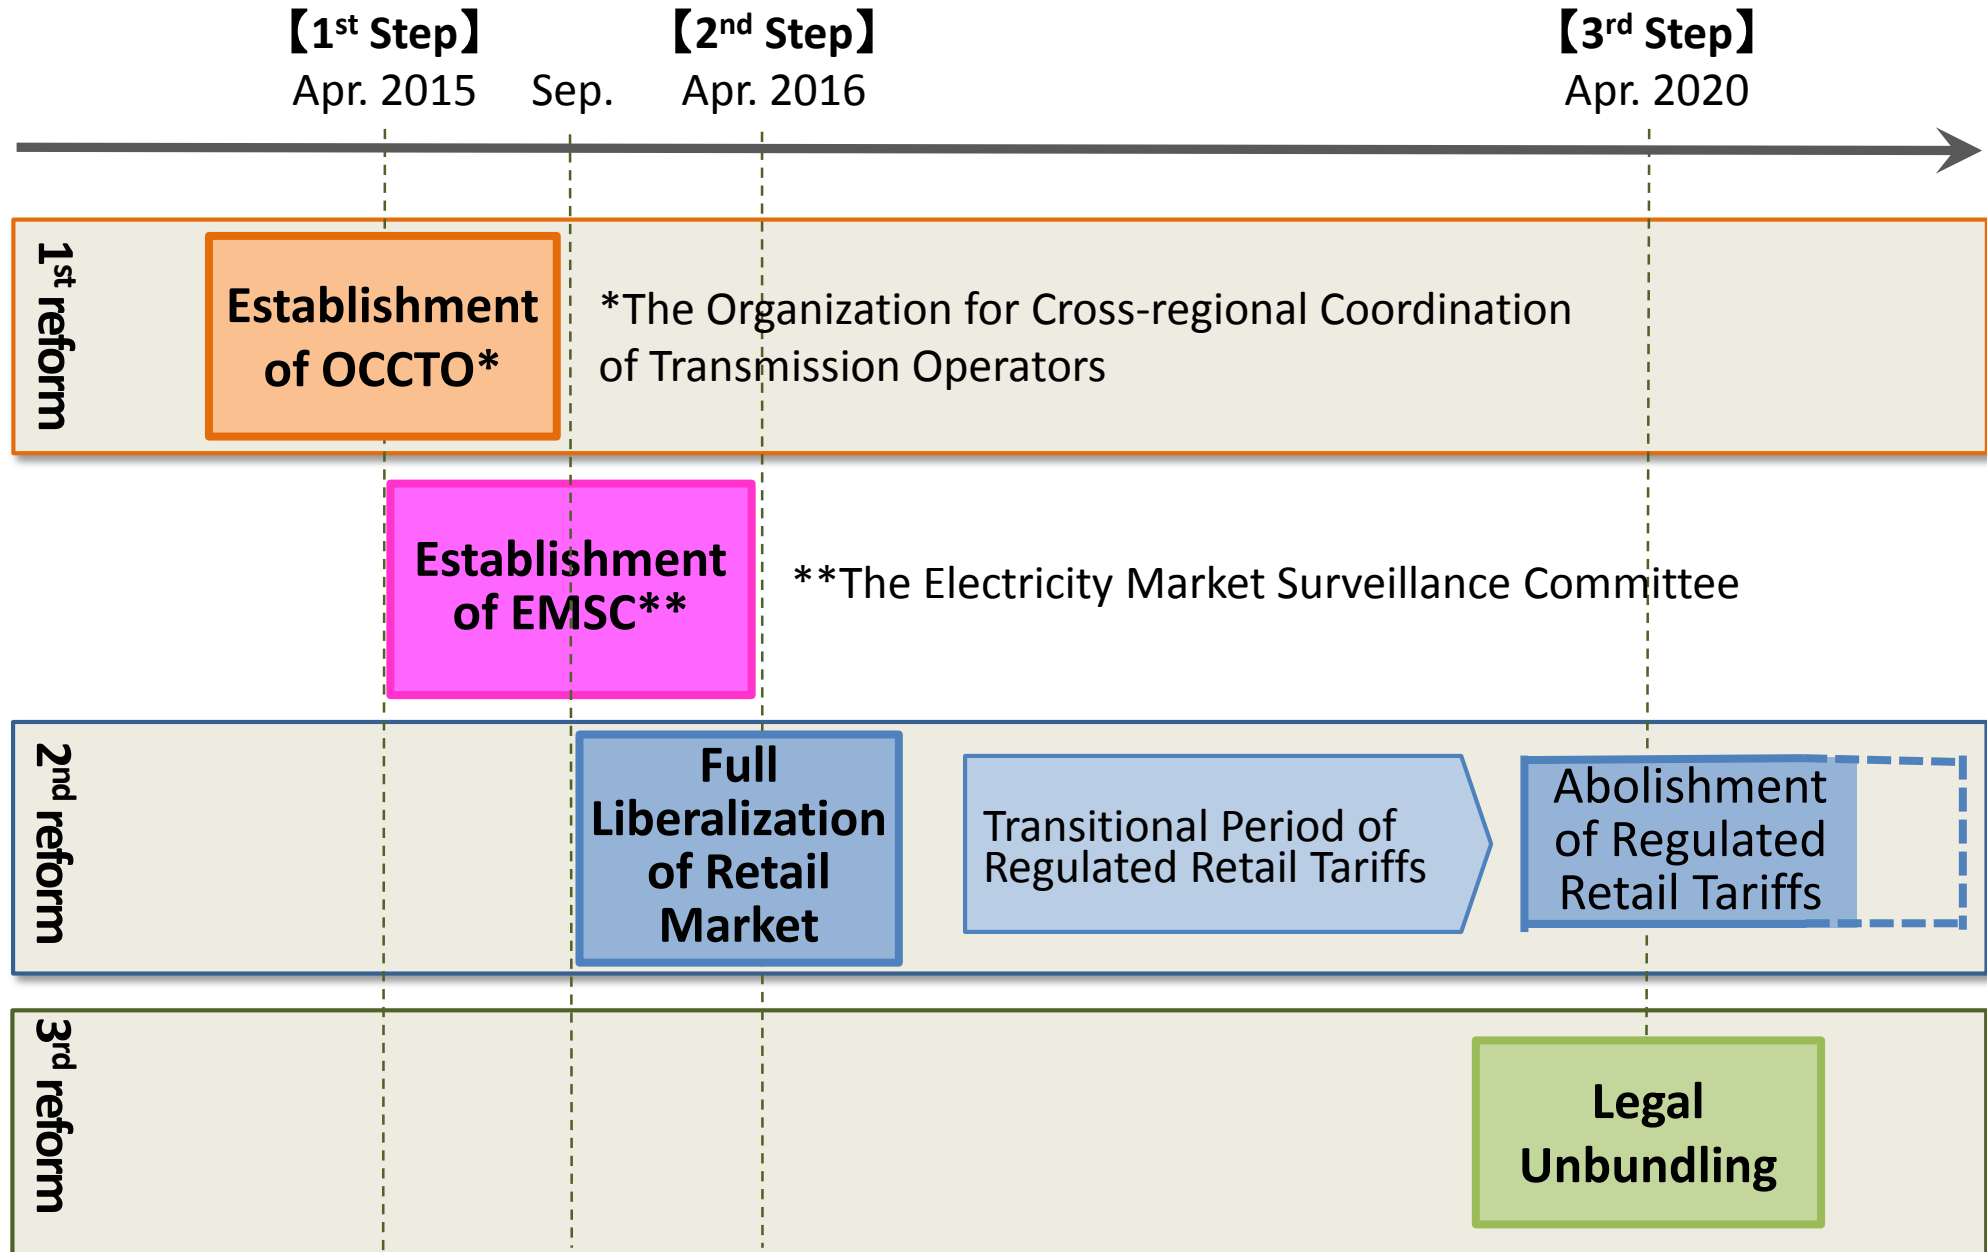 【1st Step】
【2nd Step】
【3rd Step】
Apr. 2015
Sep.
Apr. 2016
Apr. 2020
1st reform
Establishment
of OCCTO*
*The Organization for Cross-regional Coordination
of Transmission Operators
Establishment
of EMSC**
**The Electricity Market Surveillance Committee
2nd reform
Full
Liberalization
of Retail
Market
Transitional Period of
Regulated Retail Tariffs
Abolishment
of Regulated
Retail Tariffs
3rd reform
Legal
Unbundling